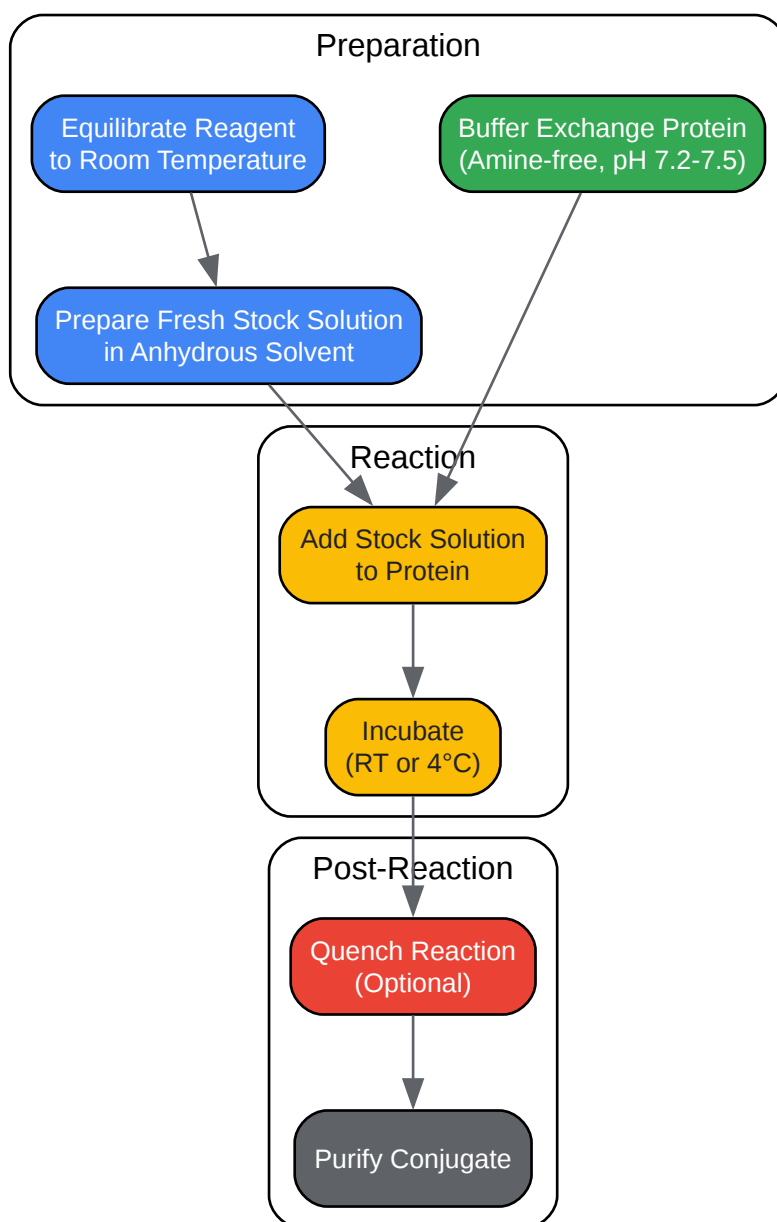 Preparation
Equilibrate Reagent
to Room Temperature
Buffer Exchange Protein
(Amine-free, pH 7.2-7.5)
Prepare Fresh Stock Solution
in Anhydrous Solvent
Reaction
Add Stock Solution
to Protein
Incubate
(RT or 4°C)
Post-Reaction
Quench Reaction
(Optional)
Purify Conjugate